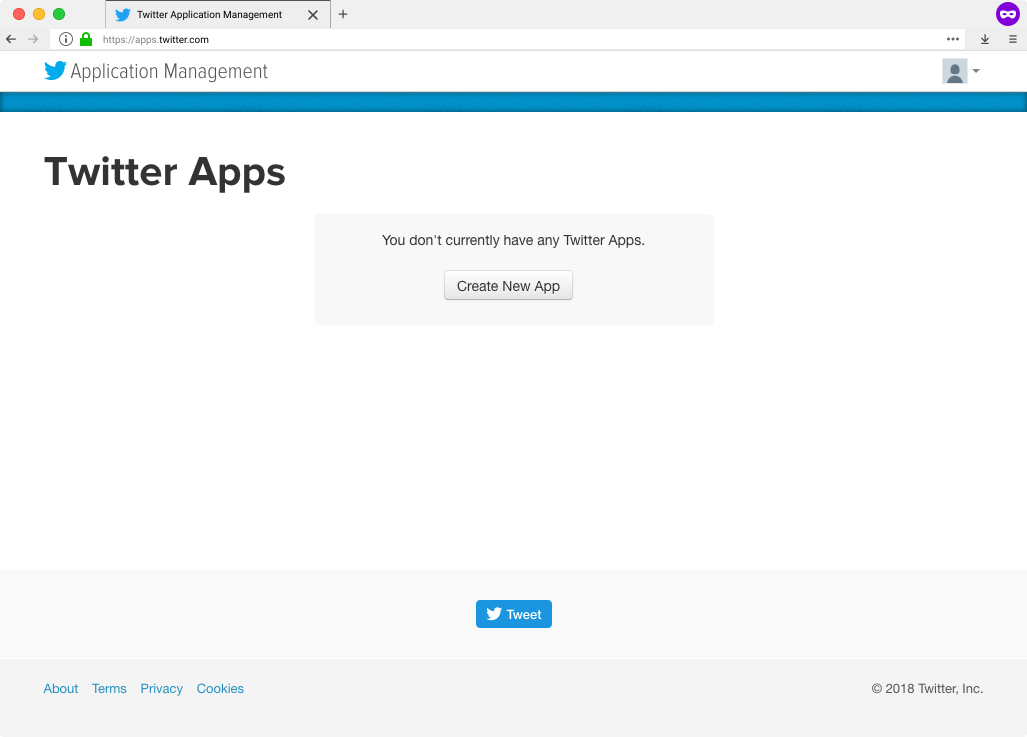 Twitter Application Management
https://apps.twitter.com
Application Management
Twitter Apps
You don't currently have any Twitter Apps.
Create New App
Tweet
About Terms Privacy Cookies © 2018 Twitter, Inc.